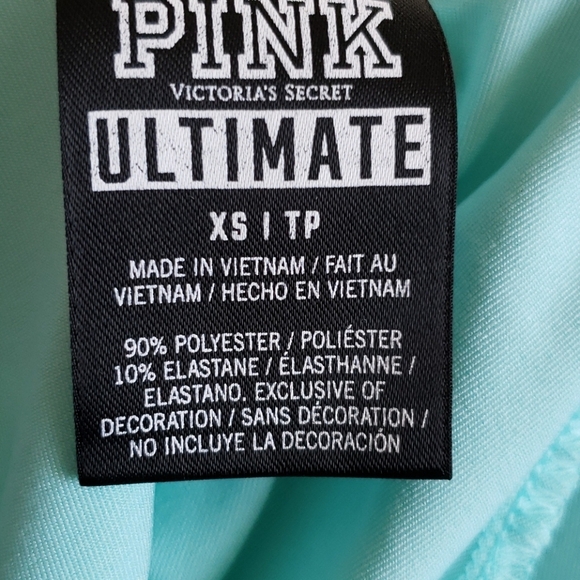 PINK
VICTORIA'S SECRET
ULTIMATE
XS | TP
MADE IN VIETNAM / FAIT AU
VIETNAM / HECHO EN VIETNAM
90% POLYESTER / POLIÉSTER
10% ELASTANE / ÉLASTHANNE /
ELASTANO. EXCLUSIVE OF
DECORATION / SANS DÉCORATION /
NO INCLUYE LA DECORACIÓN